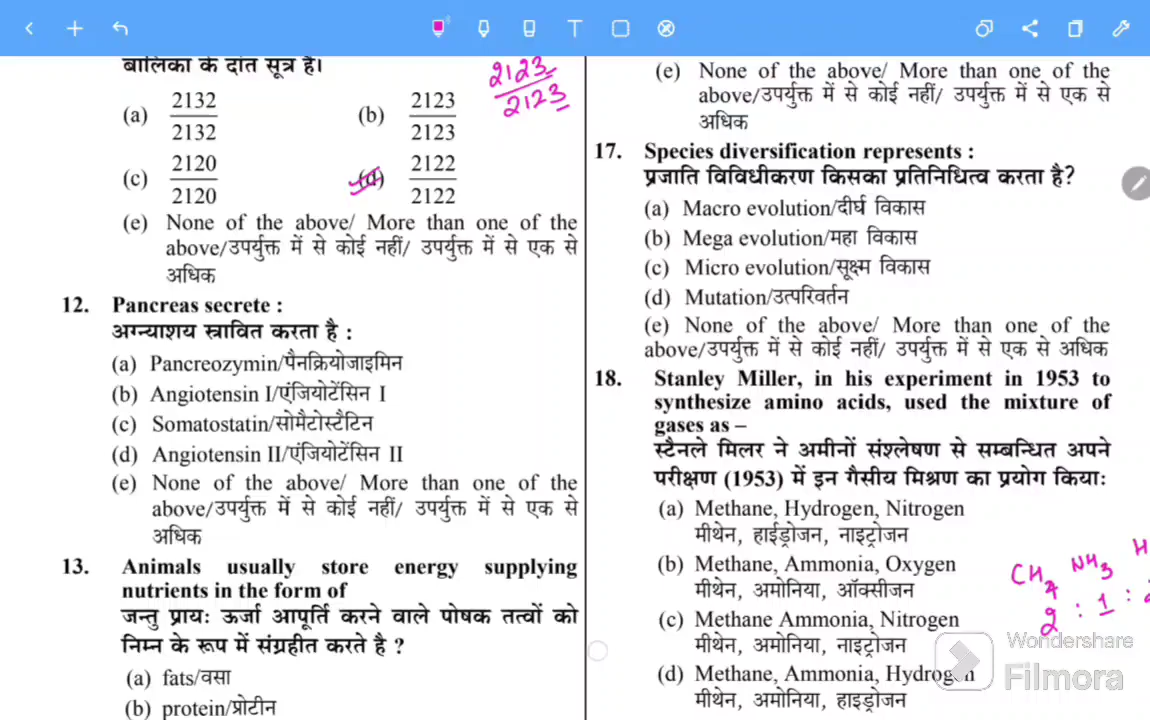 बालिका के दांत सूत्र है।
2123
2123
(a) 2132
2132
(b) 2123
2123
(c) 2120
2120
(d) 2122
2122
(e) None of the above/ More than one of the
above/उपर्युक्त में से कोई नहीं/ उपर्युक्त में से एक से
अधिक
12. Pancreas secrete :
अग्न्याशय स्त्रावित करता है :
(a) Pancreozymin/पैनक्रियोजाइमिन
(b) Angiotensin I/एंजियोटेंसिन I
(c) Somatostatin/सोमैटोस्टैटिन
(d) Angiotensin II/एंजियोटेंसिन II
(e) None of the above/ More than one of the
above/उपर्युक्त में से कोई नहीं/ उपर्युक्त में से एक से
अधिक
13. Animals usually store energy supplying
nutrients in the form of
जन्तु प्रायः ऊर्जा आपूर्ति करने वाले पोषक तत्वों को
निम्न के रूप में संग्रहीत करते है ?
(a) fats/वसा
(b) protein/प्रोटीन
(e) None of the above/ More than one of the
above/उपर्युक्त में से कोई नहीं/ उपर्युक्त में से एक से
अधिक
17. Species diversification represents :
प्रजाति विविधीकरण किसका प्रतिनिधित्व करता है?
(a) Macro evolution/दीर्घ विकास
(b) Mega evolution/महा विकास
(c) Micro evolution/सूक्ष्म विकास
(d) Mutation/उत्परिवर्तन
(e) None of the above/ More than one of the
above/उपर्युक्त में से कोई नहीं/ उपर्युक्त में से एक से अधिक
18. Stanley Miller, in his experiment in 1953 to
synthesize amino acids, used the mixture of
gases as –
स्टैनले मिलर ने अमीनों संश्लेषण से सम्बन्धित अपने
परीक्षण (1953) में इन गैसीय मिश्रण का प्रयोग किया:
(a) Methane, Hydrogen, Nitrogen
मीथेन, हाईड्रोजन, नाइट्रोजन
(b) Methane, Ammonia, Oxygen
मीथेन, अमोनिया, ऑक्सीजन
(c) Methane Ammonia, Nitrogen
मीथेन, अमोनिया, नाइट्रोजन
(d) Methane, Ammonia, Hydrogen
मीथेन, अमोनिया, हाइड्रोजन
CH4 NH3 H
2 : 1 :
Wondershare
Filmora